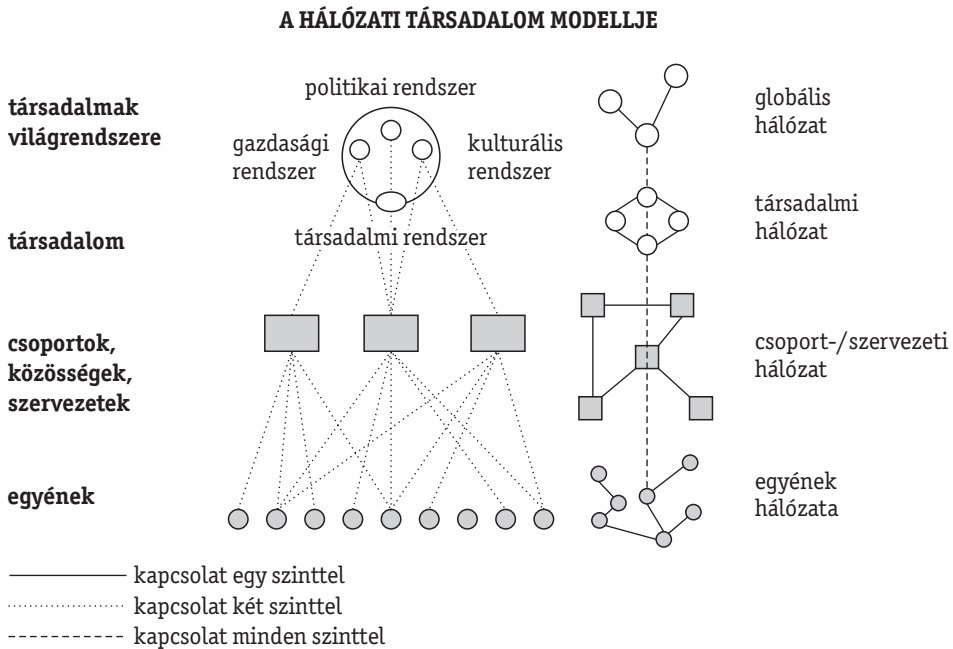 A HÁLÓZATI TÁRSADALOM MODELLJE
társadalmak
világrendszere
politikai rendszer
gazdasági
rendszer
kulturális
rendszer
globális
hálózat
társadalom
társadalmi rendszer
társadalmi
hálózat
csoportok,
közösségek,
szervezetek
csoport-/szervezeti
hálózat
egyének
egyének
hálózata
kapcsolat egy szinttel
kapcsolat két szinttel
kapcsolat minden szinttel